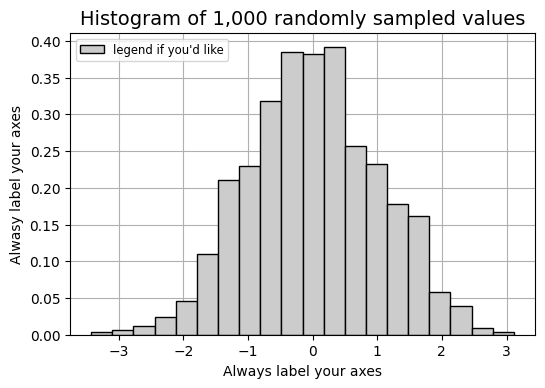 Histogram of 1,000 randomly sampled values
legend if you'd like
Alwasy label your axes
0.40
0.35
0.30
0.25
0.20
0.15
0.10
0.05
0.00
−3 −2 −1 0 1 2 3
Always label your axes